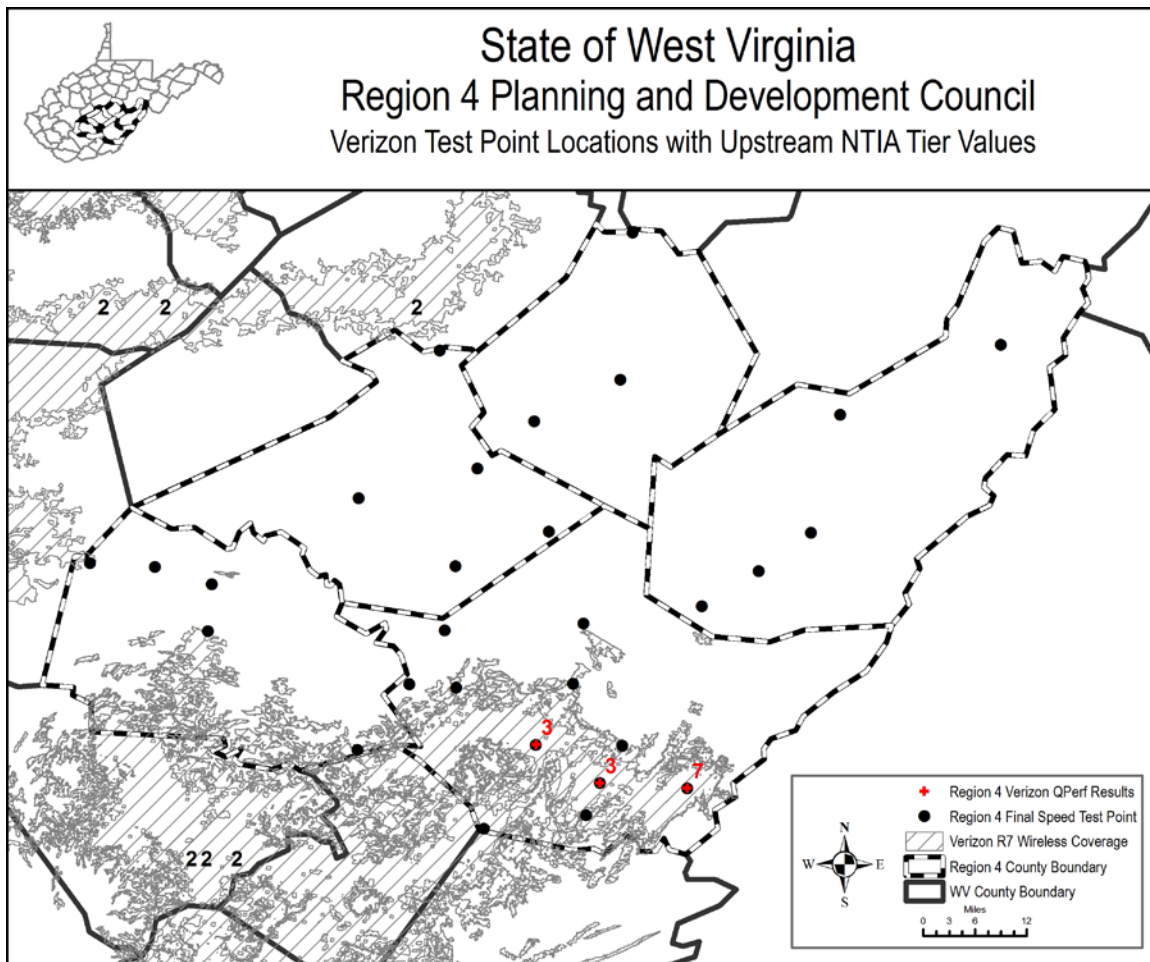 State of West Virginia
Region 4 Planning and Development Council
Verizon Test Point Locations with Upstream NTIA Tier Values
2 2 2
3
3 7
22 2
Region 4 Verizon QPerf Results
Region 4 Final Speed Test Point
Verizon R7 Wireless Coverage
Region 4 County Boundary
WV County Boundary
N
W E
S
Miles
0 3 6 12